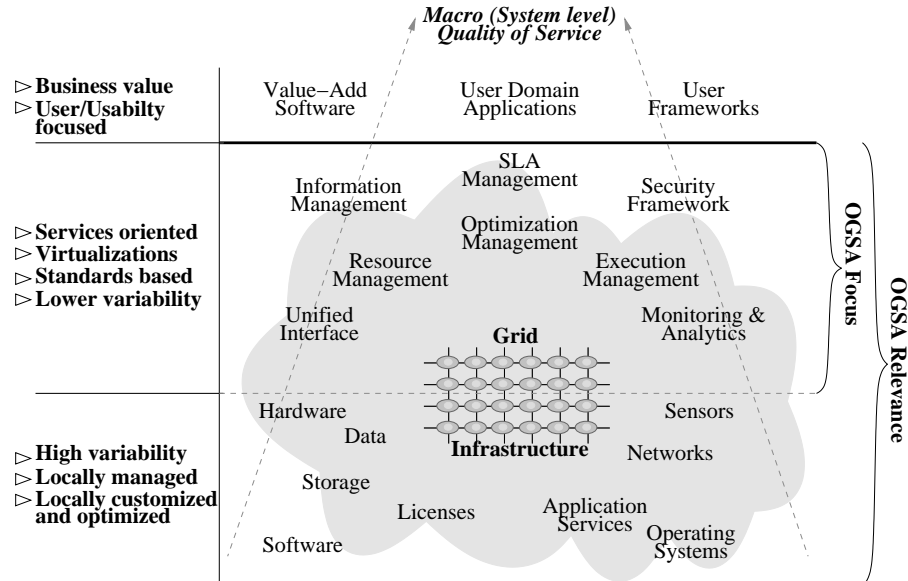 Macro (System level)
Quality of Service
Business value
User/Usabilty
focused
Value−Add
Software
User Domain
Applications
User
Frameworks
Services oriented
Virtualizations
Standards based
Lower variability
SLA
Management
Information
Management
Security
Framework
Optimization
Management
Resource
Management
Execution
Management
Unified
Interface
Monitoring &
Analytics
Grid
Infrastructure
OGSA Focus
OGSA Relevance
High variability
Locally managed
Locally customized
and optimized
Hardware
Data
Sensors
Networks
Storage
Licenses
Application
Services
Software
Operating
Systems